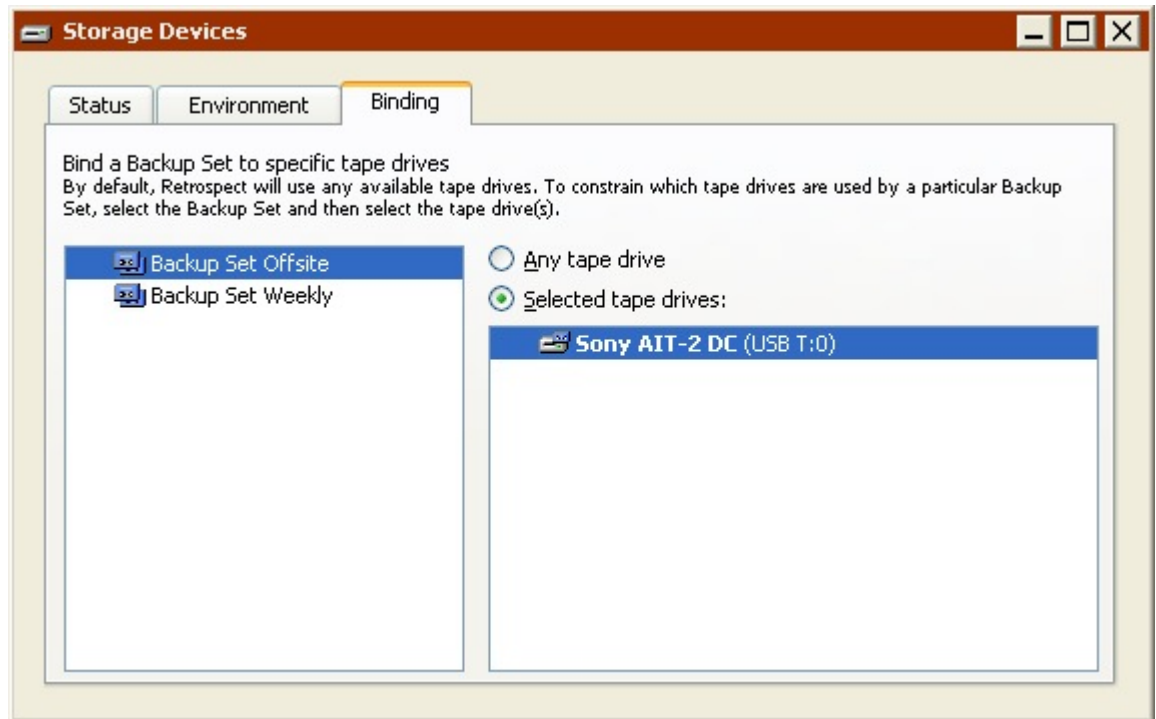 Storage Devices
Status
Environment
Binding
Bind a Backup Set to specific tape drives
By default, Retrospect will use any available tape drives. To constrain which tape drives are used by a particular Backup
Set, select the Backup Set and then select the tape drive(s).
Backup Set Offsite
Backup Set Weekly
Any tape drive
Selected tape drives:
Sony AIT-2 DC (USB T:0)